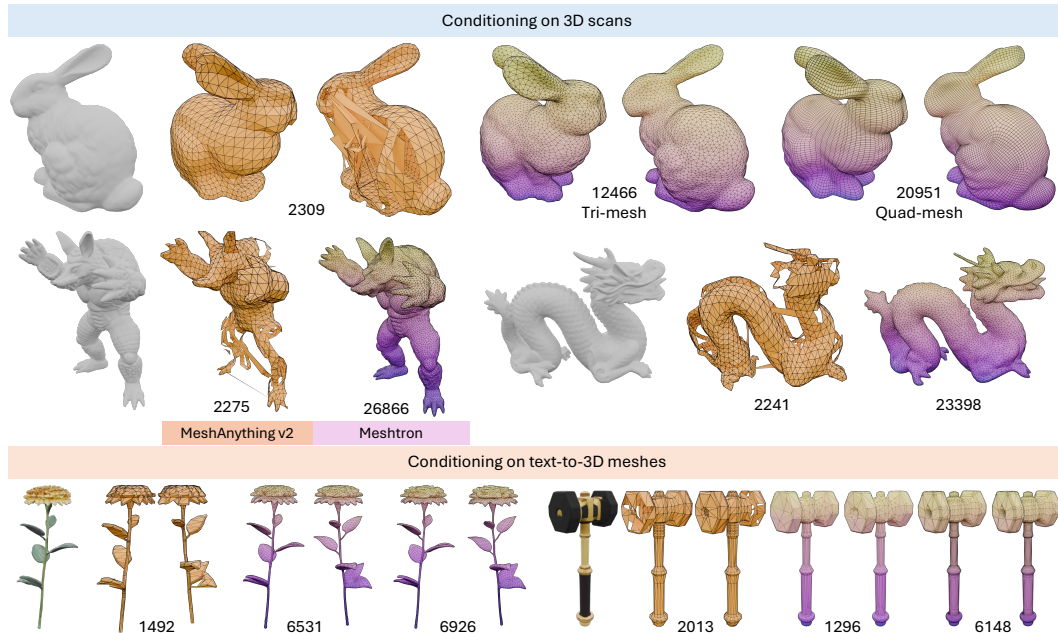 Conditioning on 3D scans
2309
12466
Tri-mesh
20951
Quad-mesh
2275
26866
2241
23398
MeshAnything v2
Meshtron
Conditioning on text-to-3D meshes
1492
6531
6926
2013
1296
6148